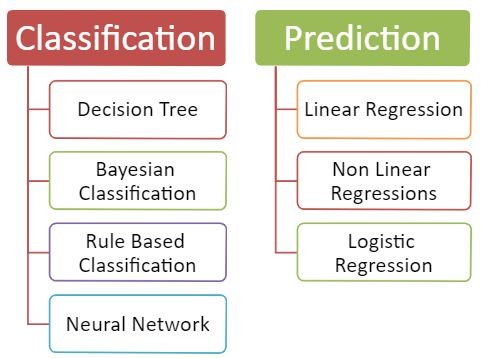 Classification
Decision Tree
Bayesian
Classification
Rule Based
Classification
Neural Network
Prediction
Linear Regression
Non Linear
Regressions
Logistic
Regression